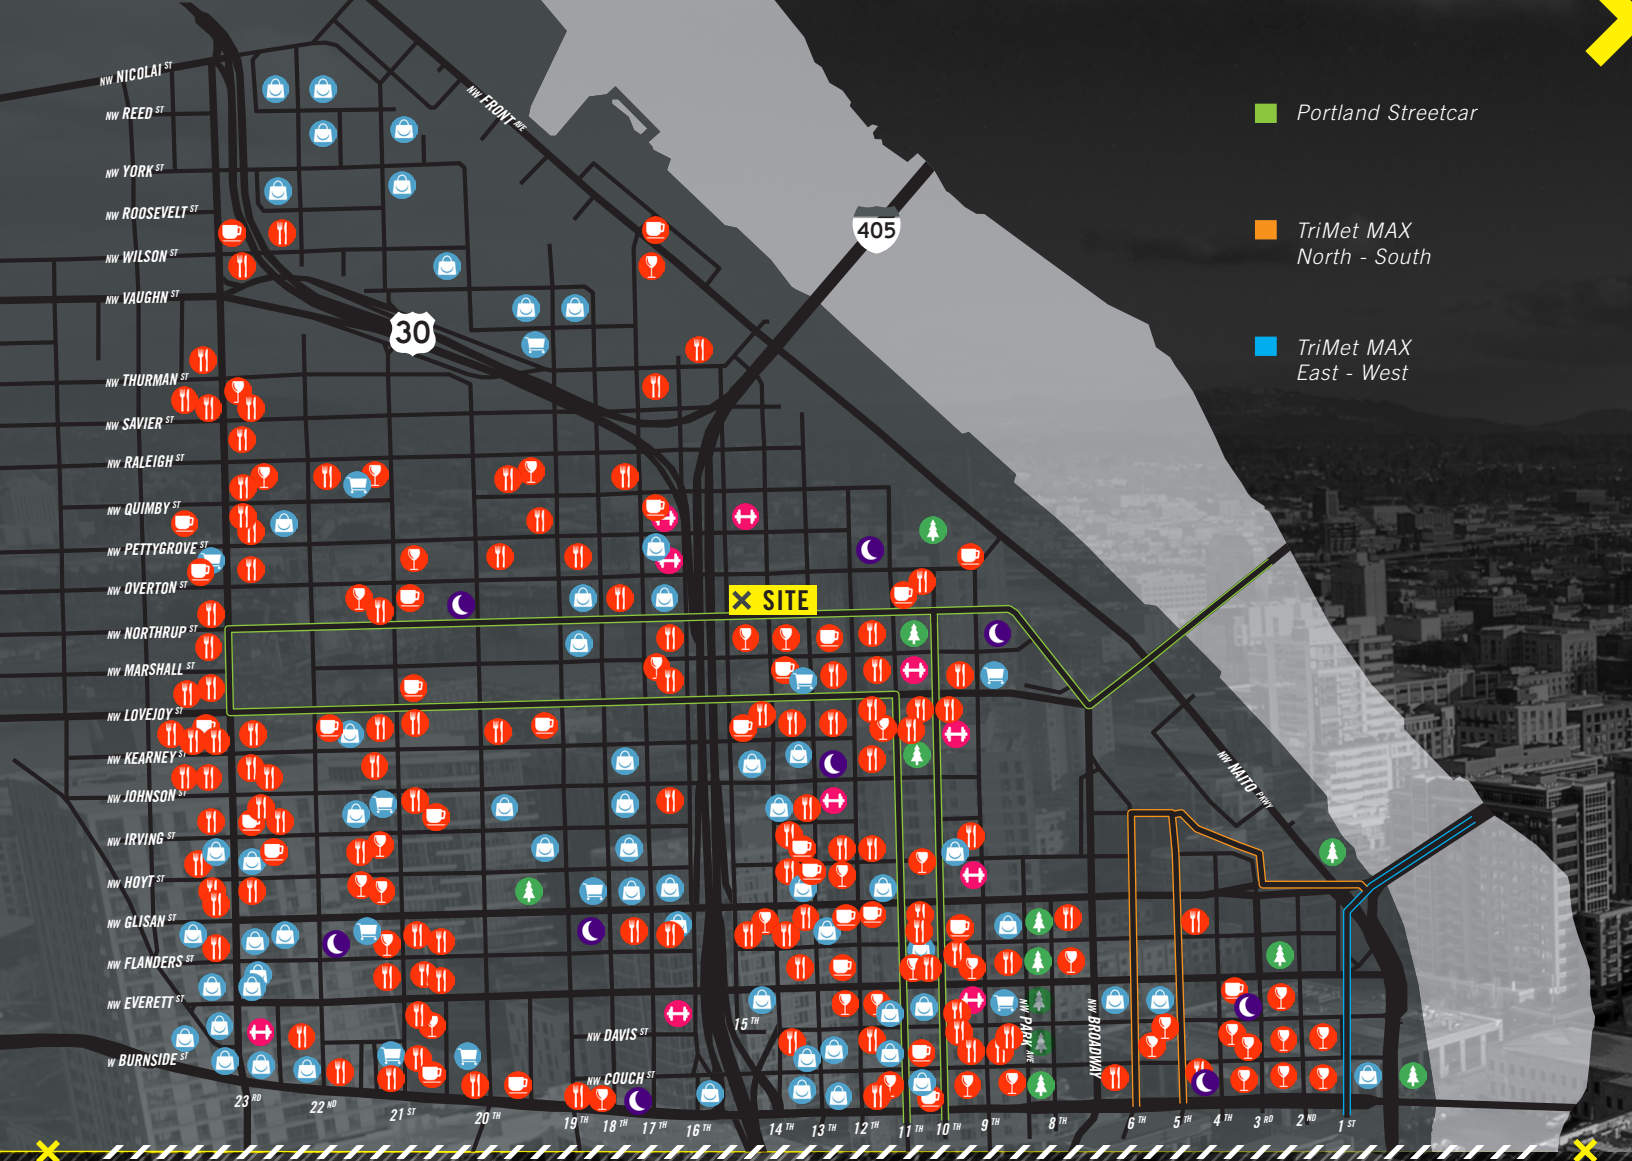 NW NICOLAI ST
NW REED ST
NW YORK ST
NW ROOSEVELT ST
NW WILSON ST
NW VAUGHN ST
NW THURMAN ST
NW SAVIER ST
NW RALEIGH ST
NW QUIMBY ST
NW PETTYGROVE ST
NW OVERTON ST
NW NORTHRUP ST
NW MARSHALL ST
NW LOVEJOY ST
NW KEARNEY ST
NW JOHNSON ST
NW IRVING ST
NW HOYT ST
NW GLISAN ST
NW FLANDERS ST
NW EVERETT ST
W BURNSIDE ST
NW FRONT AVE
405
30
SITE
Portland Streetcar
TriMet MAX
North - South
TriMet MAX
East - West
NW NAITO PKWY
NW PARK AVE
NW BROADWAY
NW DAVIS ST
NW COUCH ST
15TH
23RD
22ND
21ST
20TH
19TH
18TH
17TH
16TH
14TH
13TH
12TH
11TH
10TH
9TH
8TH
6TH
5TH
4TH
3RD
2ND
1ST